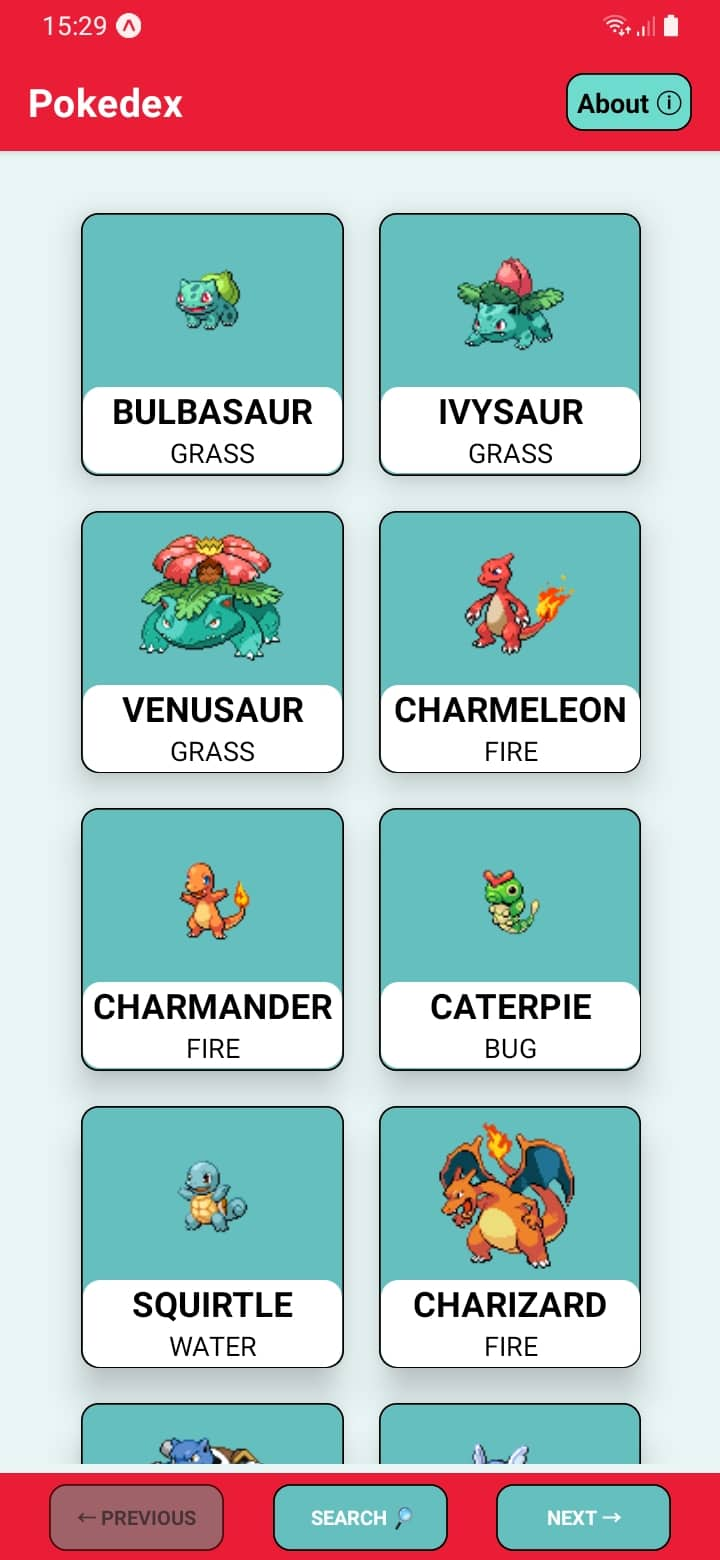 15:29
Pokedex
About ⓘ
BULBASAUR
GRASS
IVYSAUR
GRASS
VENUSAUR
GRASS
CHARMELEON
FIRE
CHARMANDER
FIRE
CATERPIE
BUG
SQUIRTLE
WATER
CHARIZARD
FIRE
← PREVIOUS
SEARCH 🔎
NEXT →